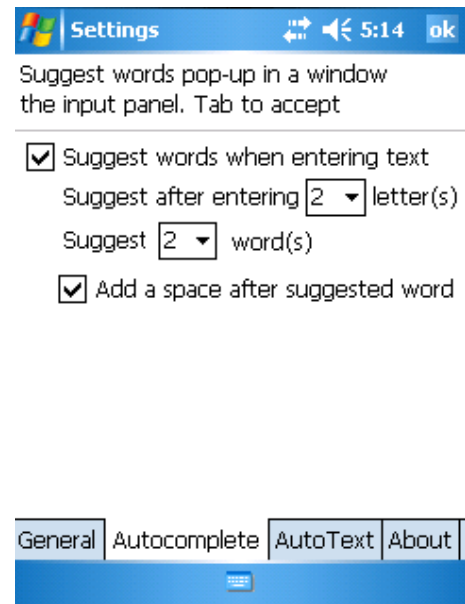 Settings 5:14 ok
Suggest words pop-up in a window
the input panel. Tab to accept
Suggest words when entering text
Suggest after entering 2 letter(s)
Suggest 2 word(s)
Add a space after suggested word
General Autocomplete AutoText About